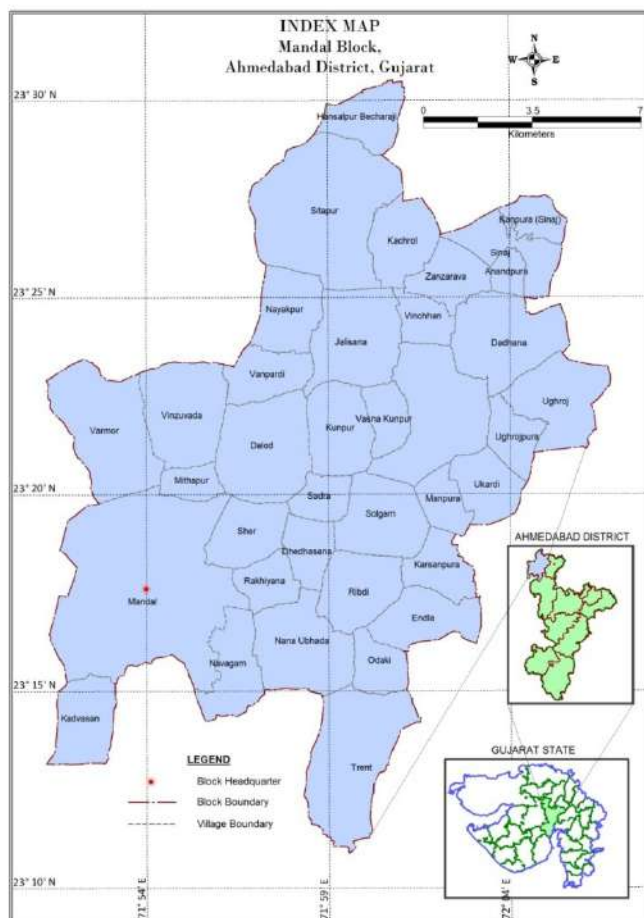 INDEX MAP
Mandal Block,
Ahmedabad District, Gujarat
N
W E
S
23° 30' N
0 3.5 7
Kilometers
Hansalpur Becharaji
Sitapur
Kachrol
Kanpura (Sinaj)
Sinaj
Anandpura
Zanzarava
23° 25' N
Nayakpur
Vinchhan
Jalisana
Dadhana
Vanpardi
Ughroj
Varmor
Vinzuvada
Vasna Kunpur
Kunpur
Daled
Ughrojpura
Mithapur
Ukardi
23° 20' N
Sadra
Manpura
Solgam
Sher
Dhedhasana
Karsanpura
Rakhiyana
Ribdi
Mandal
Endla
Nana Ubhada
Navagam
Odaki
23° 15' N
Kadvasan
Trent
AHMEDABAD DISTRICT
GUJARAT STATE
LEGEND
Block Headquarter
Block Boundary
Village Boundary
23° 10' N
71° 54' E
71° 59' E
72° 04' E